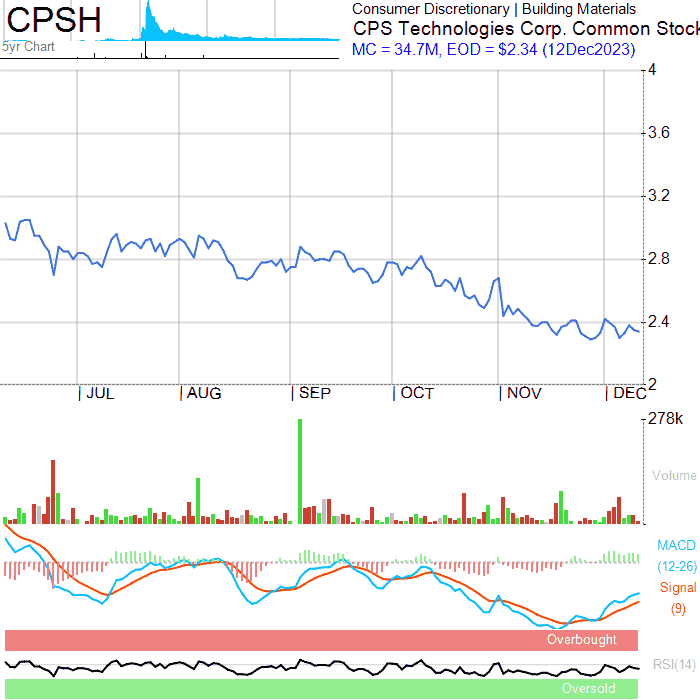 CPSH
5yr Chart
Consumer Discretionary | Building Materials
CPS Technologies Corp. Common Stock
MC = 34.7M, EOD = $2.34 (12Dec2023)
4
3.6
3.2
2.8
2.4
2
| JUL | AUG | SEP | OCT | NOV | DEC
278k
Volume
MACD
(12-26)
Signal
(9)
Overbought
RSI(14)
Oversold